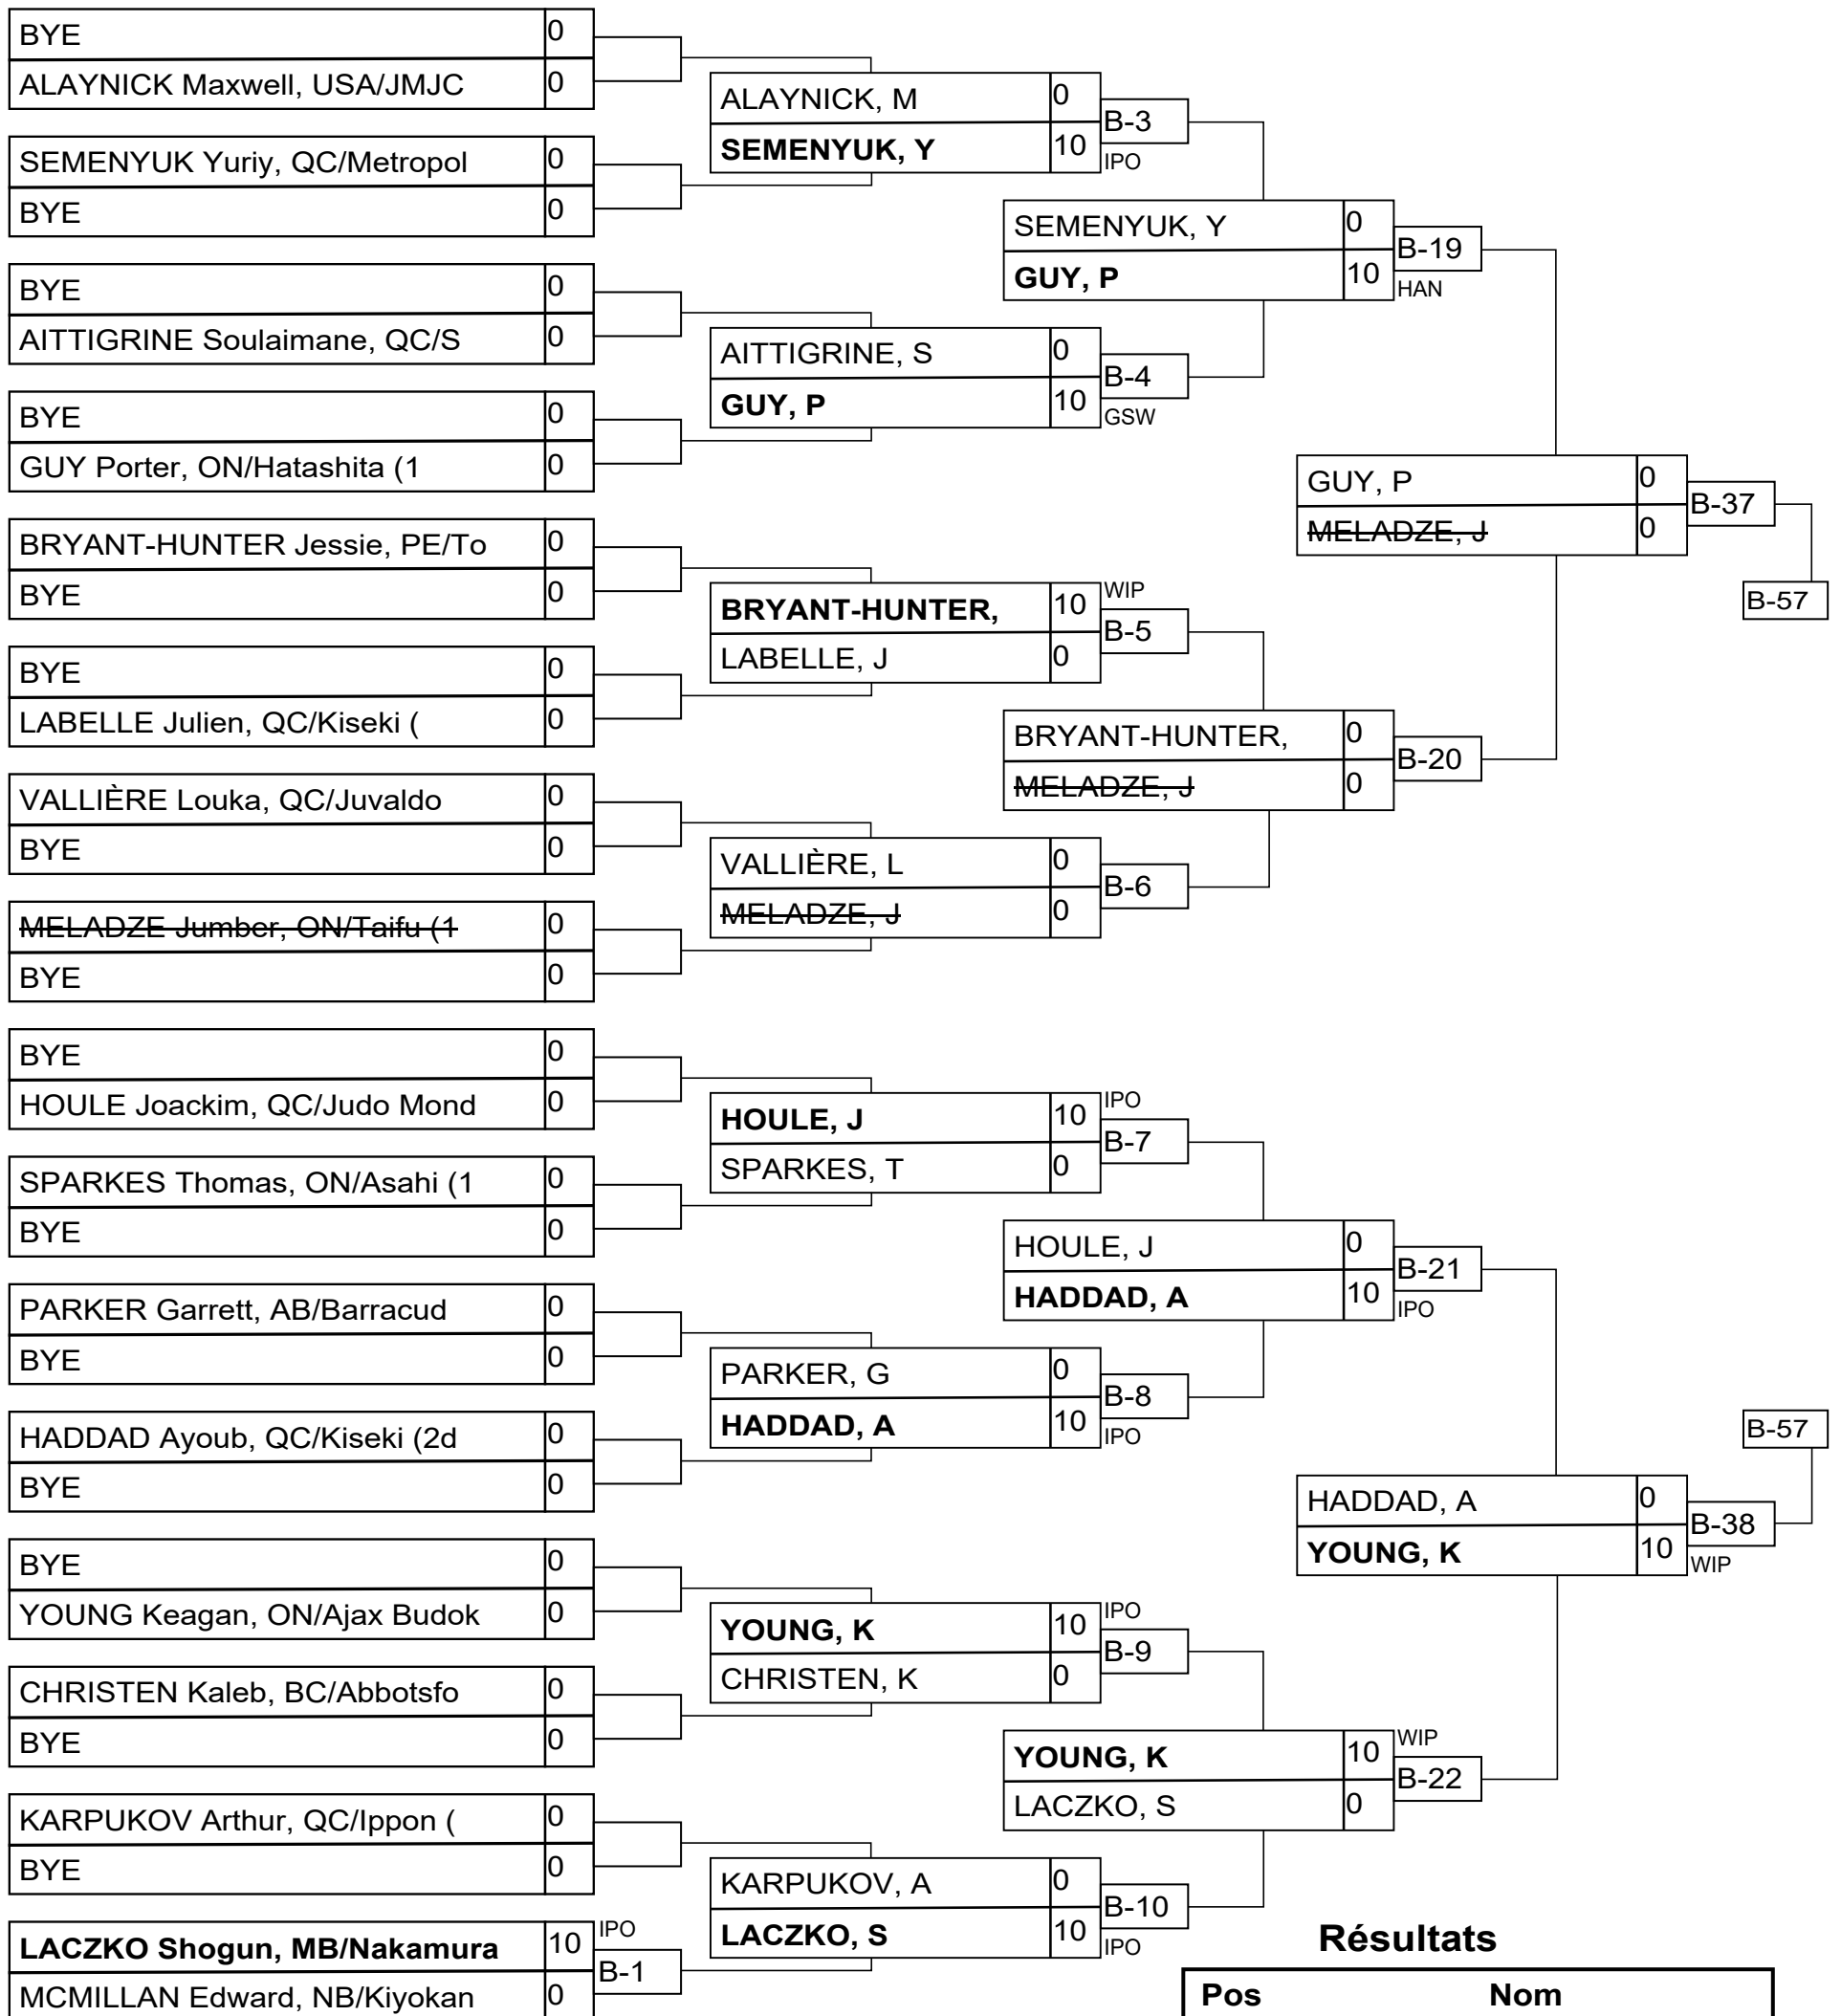 BYE 0
ALAYNICK Maxwell, USA/JMJC 0
SEMENYUK Yuriy, QC/Metropol 0
BYE 0
BYE 0
AITTIGRINE Soulaimane, QC/S 0
BYE 0
GUY Porter, ON/Hatashita (1 0
BRYANT-HUNTER Jessie, PE/To 0
BYE 0
BYE 0
LABELLE Julien, QC/Kiseki ( 0
VALLIÈRE Louka, QC/Juvaldo 0
BYE 0
MELADZE Jumber, ON/Taifu (1 0
BYE 0
BYE 0
HOULE Joackim, QC/Judo Mond 0
SPARKES Thomas, ON/Asahi (1 0
BYE 0
PARKER Garrett, AB/Barracud 0
BYE 0
HADDAD Ayoub, QC/Kiseki (2d 0
BYE 0
BYE 0
YOUNG Keagan, ON/Ajax Budok 0
CHRISTEN Kaleb, BC/Abbotsfo 0
BYE 0
KARPUKOV Arthur, QC/Ippon ( 0
BYE 0
LACZKO Shogun, MB/Nakamura 10 IPO
B-1
MCMILLAN Edward, NB/Kiyokan 0
ALAYNICK, M 0
B-3
SEMENYUK, Y 10 IPO
AITTIGRINE, S 0
B-4
GUY, P 10 GSW
BRYANT-HUNTER, 10 WIP
B-5
LABELLE, J 0
VALLIÈRE, L 0
B-6
MELADZE, J 0
HOULE, J 10 IPO
B-7
SPARKES, T 0
PARKER, G 0
B-8
HADDAD, A 10 IPO
YOUNG, K 10 IPO
B-9
CHRISTEN, K 0
KARPUKOV, A 0
B-10
LACZKO, S 10 IPO
SEMENYUK, Y 0
B-19
GUY, P 10 HAN
BRYANT-HUNTER, 0
B-20
MELADZE, J 0
HOULE, J 0
B-21
HADDAD, A 10 IPO
YOUNG, K 10 WIP
B-22
LACZKO, S 0
GUY, P 0
B-37
MELADZE, J 0
B-57
B-57
HADDAD, A 0
B-38
YOUNG, K 10 WIP
Résultats
Pos Nom